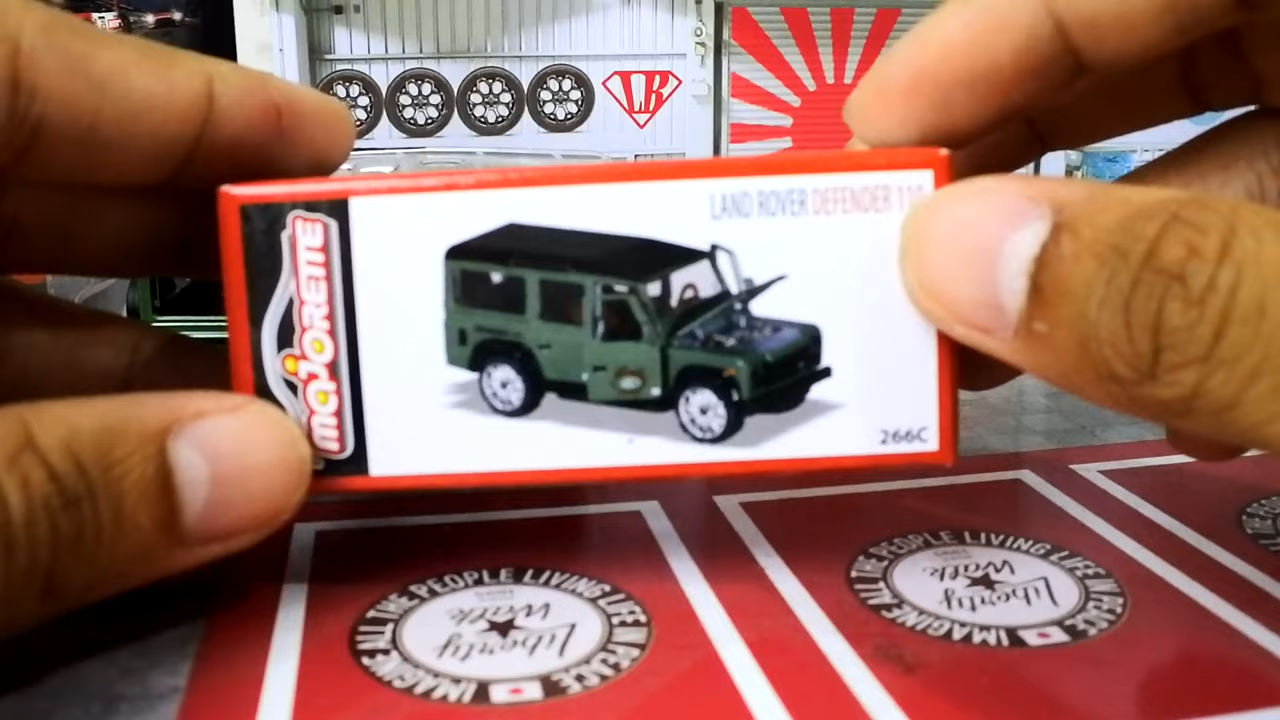 LR
LAND ROVER DEFENDER 110
majorette
266C
IMAGINE ALL THE PEOPLE LIVING LIFE IN PEACE
Liberty
Walk
IMAGINE ALL THE PEOPLE LIVING LIFE IN PEACE
Liberty
Walk